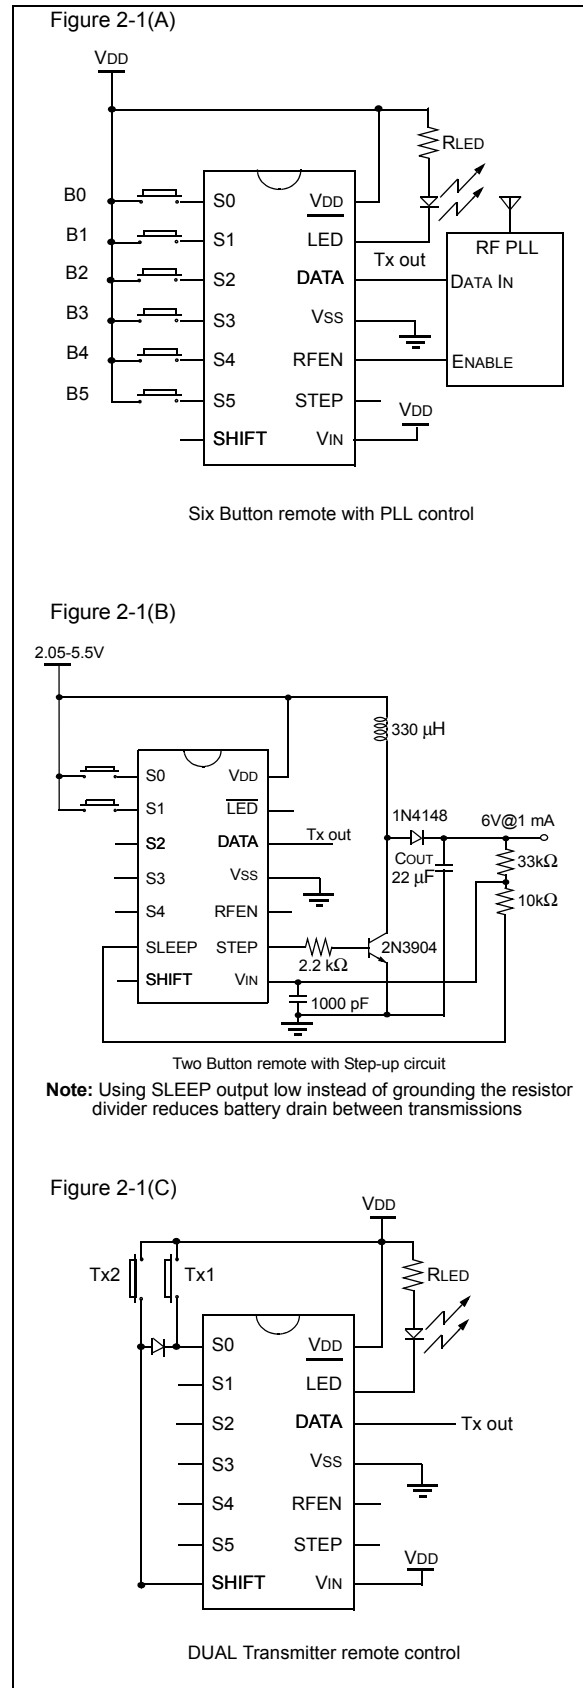 Figure 2-1(A)
VDD
RLED
B0
S0
VDD
B1
S1
LED
RF PLL
Tx out
B2
S2
DATA
DATA IN
B3
S3
VSS
B4
S4
RFEN
ENABLE
B5
S5
STEP
VDD
SHIFT
VIN
Six Button remote with PLL control
Figure 2-1(B)
2.05-5.5V
330 µH
S0
VDD
S1
LED
1N4148
6V@1 mA
S2
DATA
Tx out
COUT
22 µF
33kΩ
S3
VSS
10kΩ
S4
RFEN
SLEEP
STEP
2.2 kΩ
2N3904
SHIFT
VIN
1000 pF
Two Button remote with Step-up circuit
Note: Using SLEEP output low instead of grounding the resistor
divider reduces battery drain between transmissions
Figure 2-1(C)
VDD
Tx2
Tx1
RLED
S0
VDD
S1
LED
S2
DATA
Tx out
S3
VSS
S4
RFEN
S5
STEP
VDD
SHIFT
VIN
DUAL Transmitter remote control